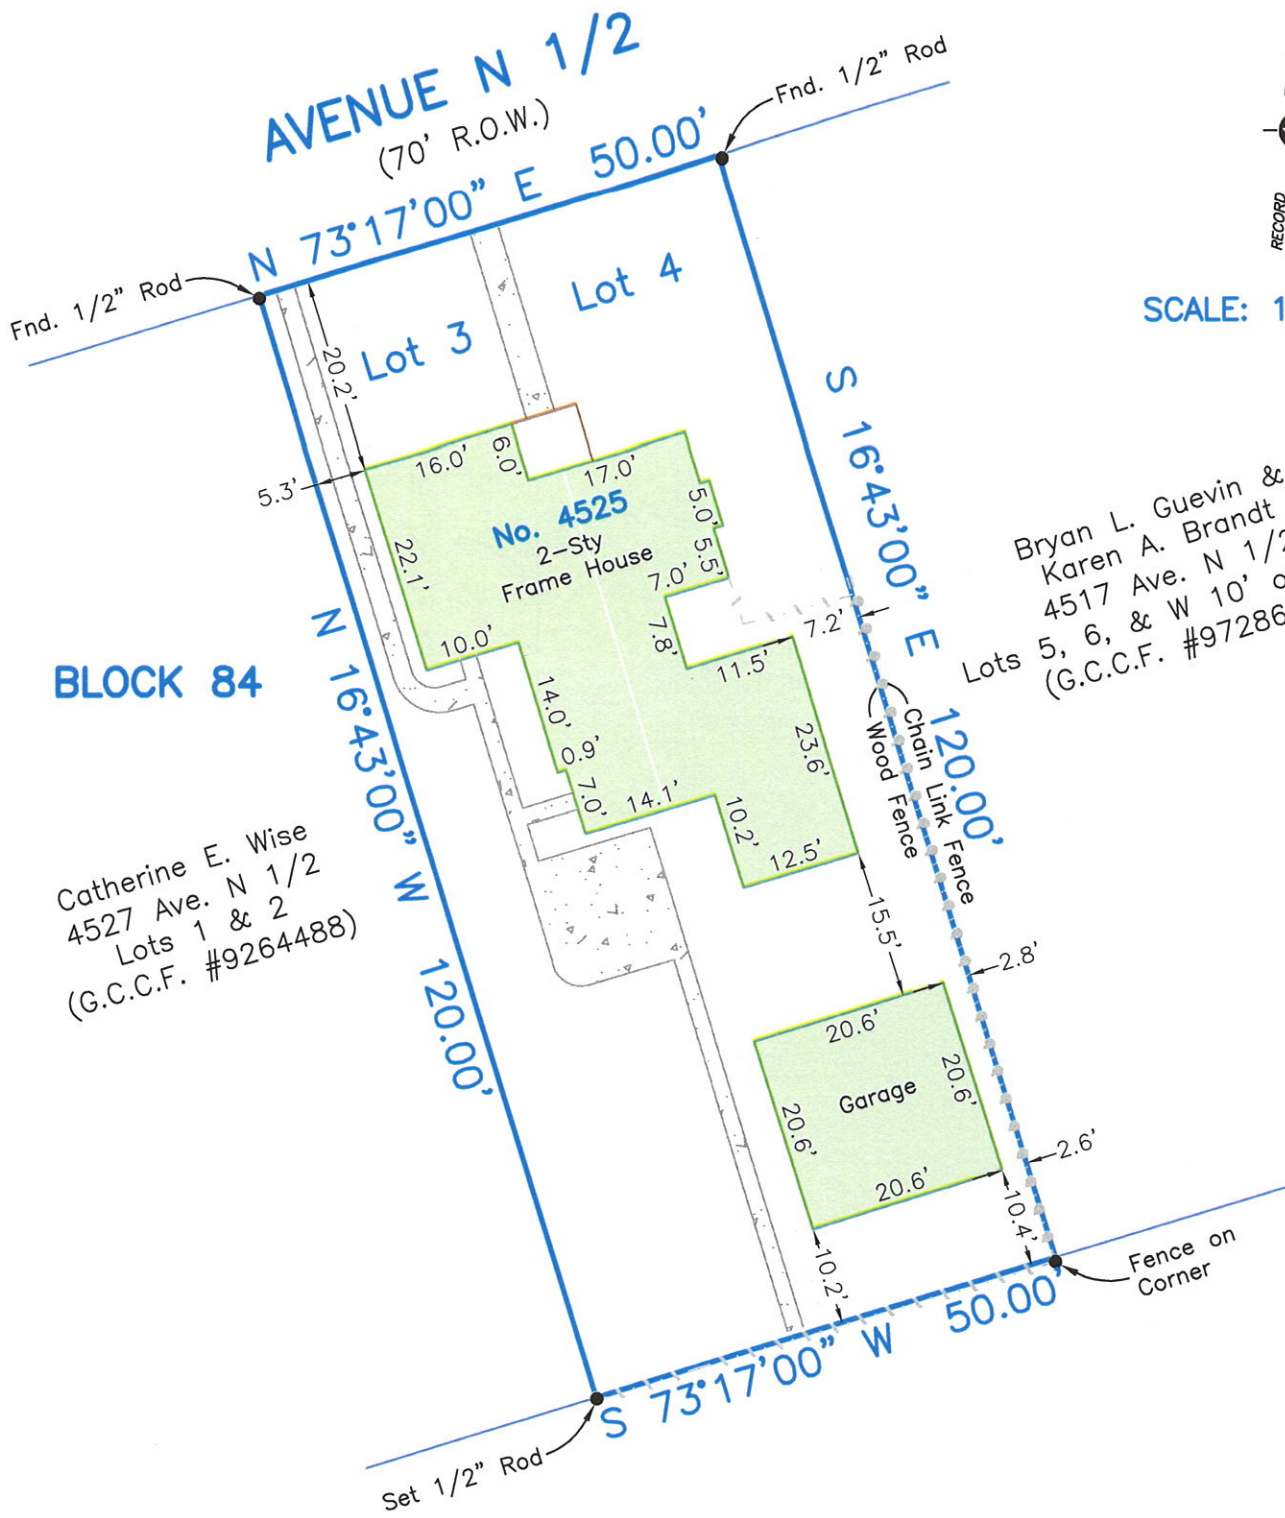 AVENUE N 1/2
(70' R.O.W.)
Fnd. 1/2" Rod
N 73°17'00" E 50.00'
Fnd. 1/2" Rod
RECORD
SCALE: 1
Lot 3
Lot 4
20.2'
5.3'
16.0'
6.0'
17.0'
No. 4525
2-Sty
Frame House
5.0'
5.5'
7.0'
7.8'
7.2'
11.5'
22.1'
10.0'
14.0'
0.9'
7.0'
14.1'
10.2'
12.5'
23.6'
15.5'
S 16°43'00" E 120.00'
Bryan L. Guevin &
Karen A. Brandt
4517 Ave. N 1/2
Lots 5, 6, & W 10' o
(G.C.C.F. #97286
Wood Fence
Chain Link Fence
BLOCK 84
N 16°43'00" W 120.00'
Catherine E. Wise
4527 Ave. N 1/2
Lots 1 & 2
(G.C.C.F. #9264488)
2.8'
20.6'
20.6'
Garage
20.6'
20.6'
2.6'
10.4'
10.2'
Fence on
Corner
S 73°17'00" W 50.00'
Set 1/2" Rod